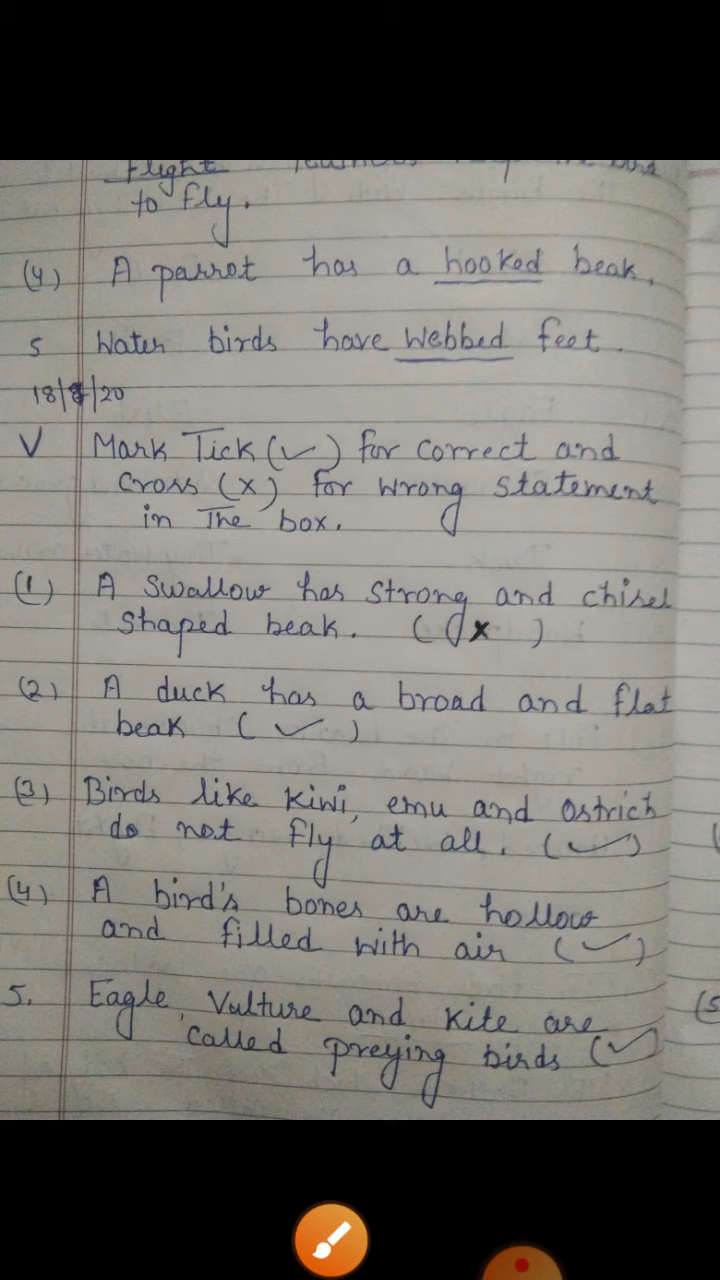 Flight
to fly.
(4) A parrot has a hooked beak.
5 Water birds have webbed feet.
18/8/20
V Mark Tick (✓) for correct and
cross (x) for wrong statement
in The box.
(1) A swallow has strong and chisel
shaped beak. ( x )
(2) A duck has a broad and flat
beak ( ✓ )
(3) Birds like kiwi, emu and ostrich
do not fly at all. ( ✓ )
(4) A bird's bones are hollow
and filled with air ( ✓ )
5. Eagle, Vulture and kite are
called preying birds ( ✓ )
(5